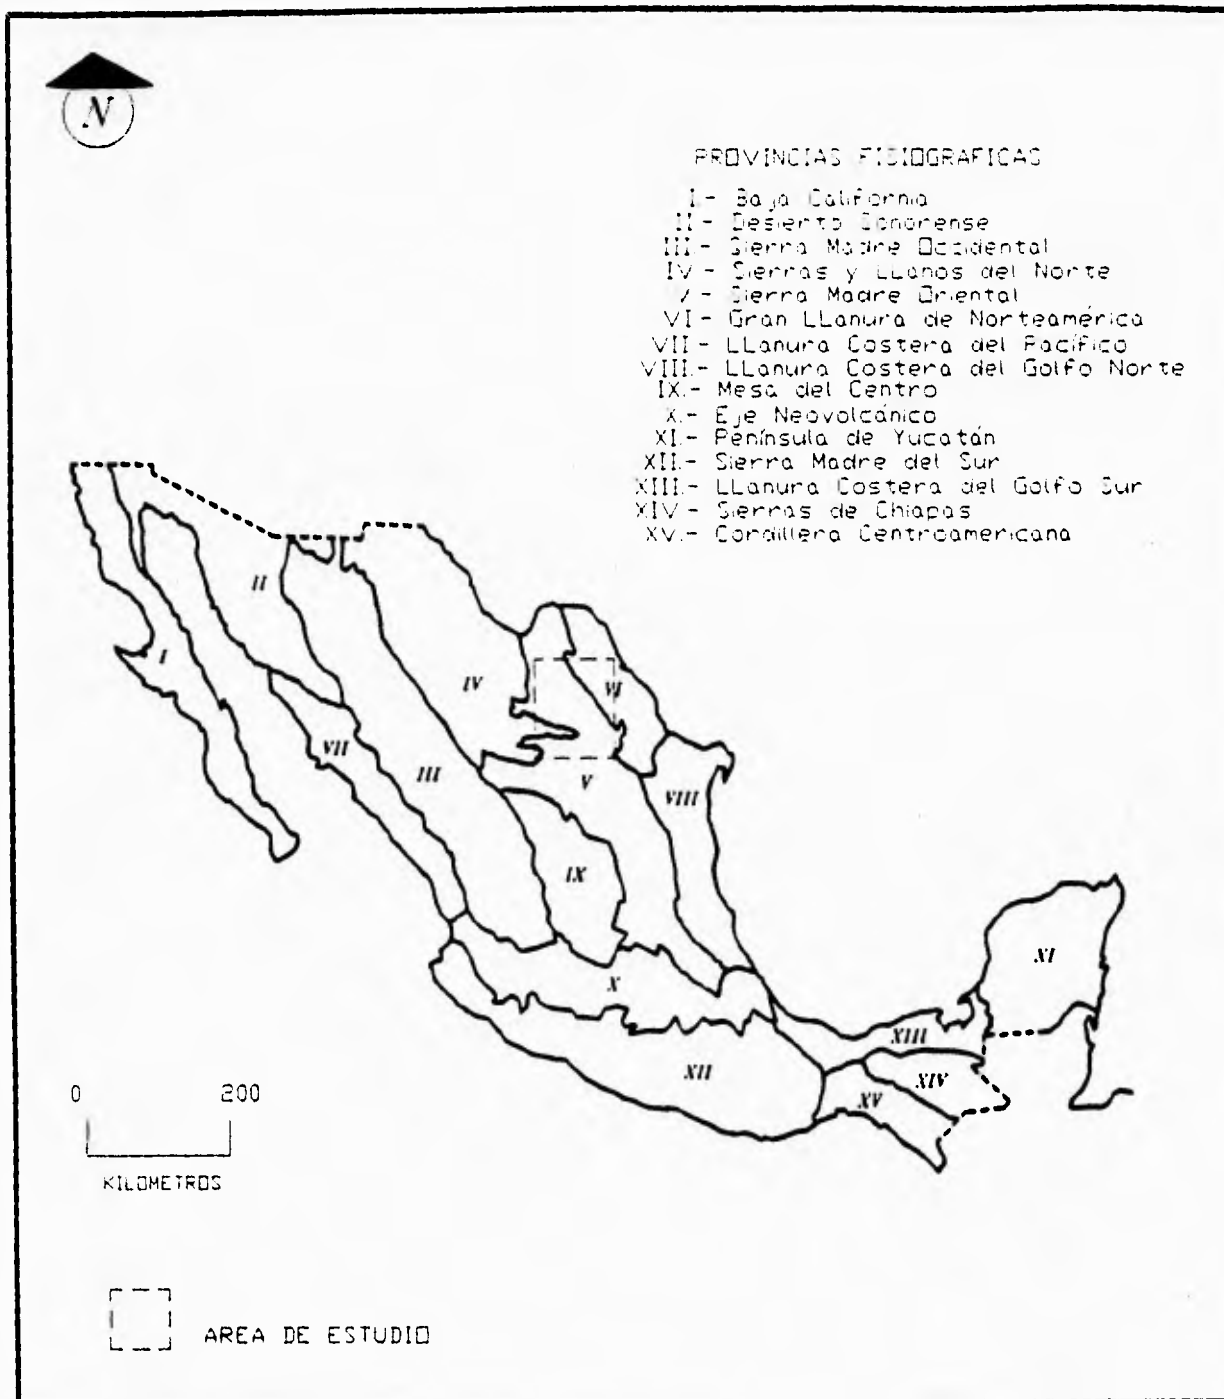 N
PROVINCIAS FISIOGRAFICAS
I.- Baja California
II.- Desierto Sonorense
III.- Sierra Madre Occidental
IV.- Sierras y LLanos del Norte
V.- Sierra Madre Oriental
VI.- Gran LLanura de Norteamérica
VII.- LLanura Costera del Pacífico
VIII.- LLanura Costera del Golfo Norte
IX.- Mesa del Centro
X.- Eje Neovolcánico
XI.- Península de Yucatán
XII.- Sierra Madre del Sur
XIII.- LLanura Costera del Golfo Sur
XIV.- Sierras de Chiapas
XV.- Cordillera Centroamericana
II
I
IV
VI
VII
III
V
VIII
IX
XI
X
XIII
XII
XIV
XV
0 200
KILOMETROS
AREA DE ESTUDIO